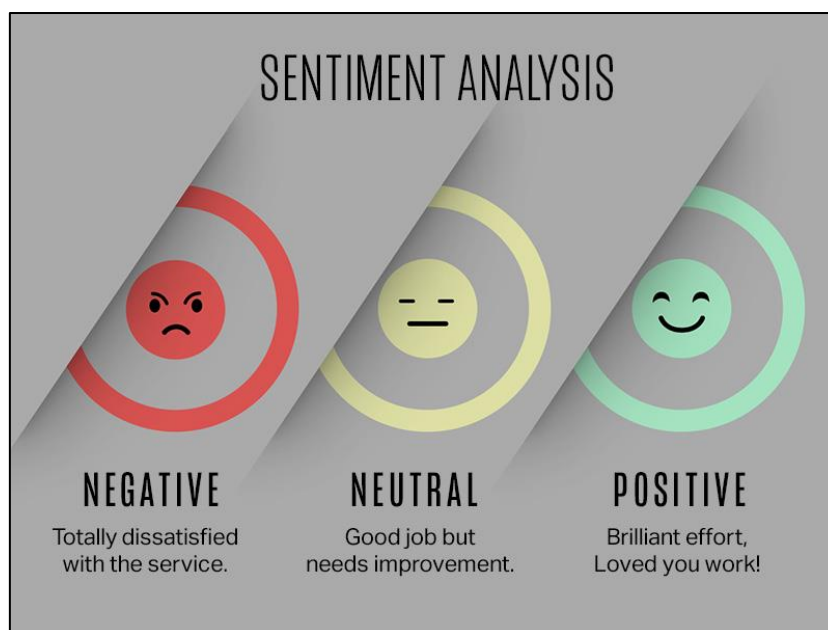 SENTIMENT ANALYSIS
NEGATIVE
Totally dissatisfied
with the service.
NEUTRAL
Good job but
needs improvement.
POSITIVE
Brilliant effort,
Loved you work!